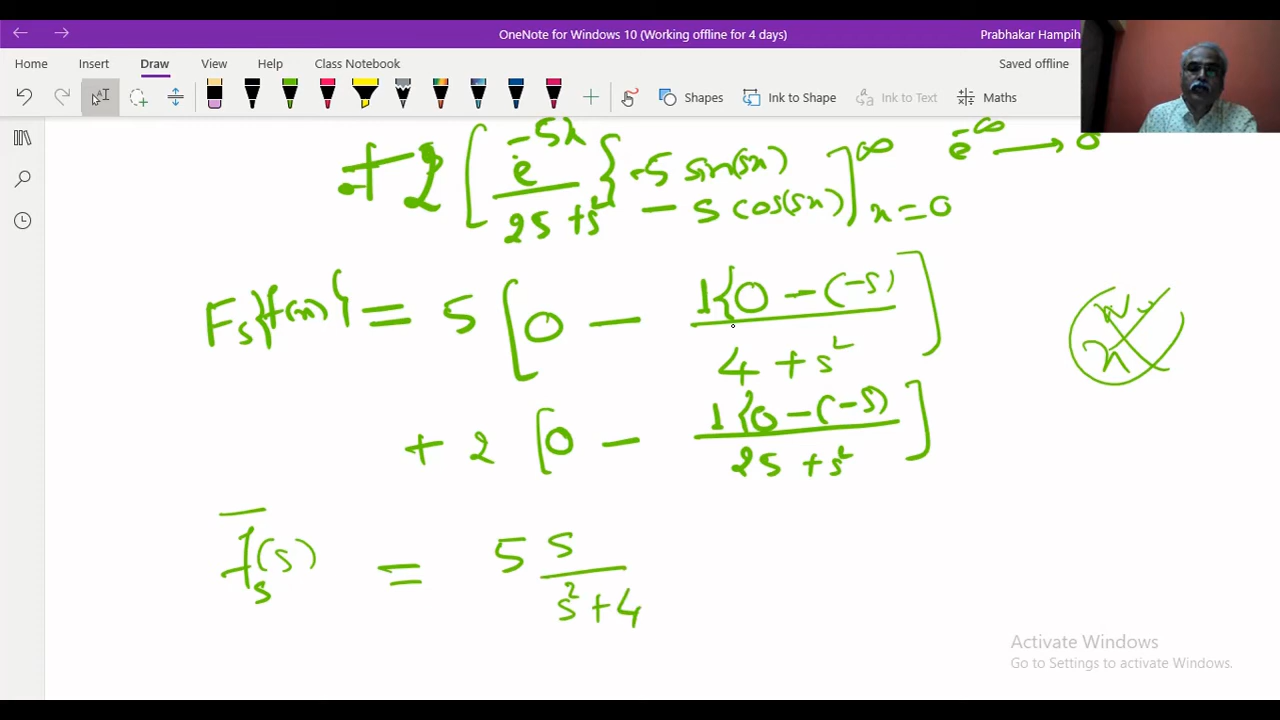 OneNote for Windows 10 (Working offline for 4 days)
Prabhakar Hampih
Home Insert Draw View Help Class Notebook
Saved offline
Shapes Ink to Shape Ink to Text Maths
+ 2 [ e^-5x / 25 + s² { -5 sin(sx) - s cos(sx) } ]^∞ x=0 e^-∞ → 0
Fs{f(x)} = 5 [ 0 - 1{0 - (-s) / 4 + s² ]
+ 2 [ 0 - 1{0 - (-s) / 25 + s² ]
f̄s(s) = 5 s / s² + 4
Activate Windows
Go to Settings to activate Windows.